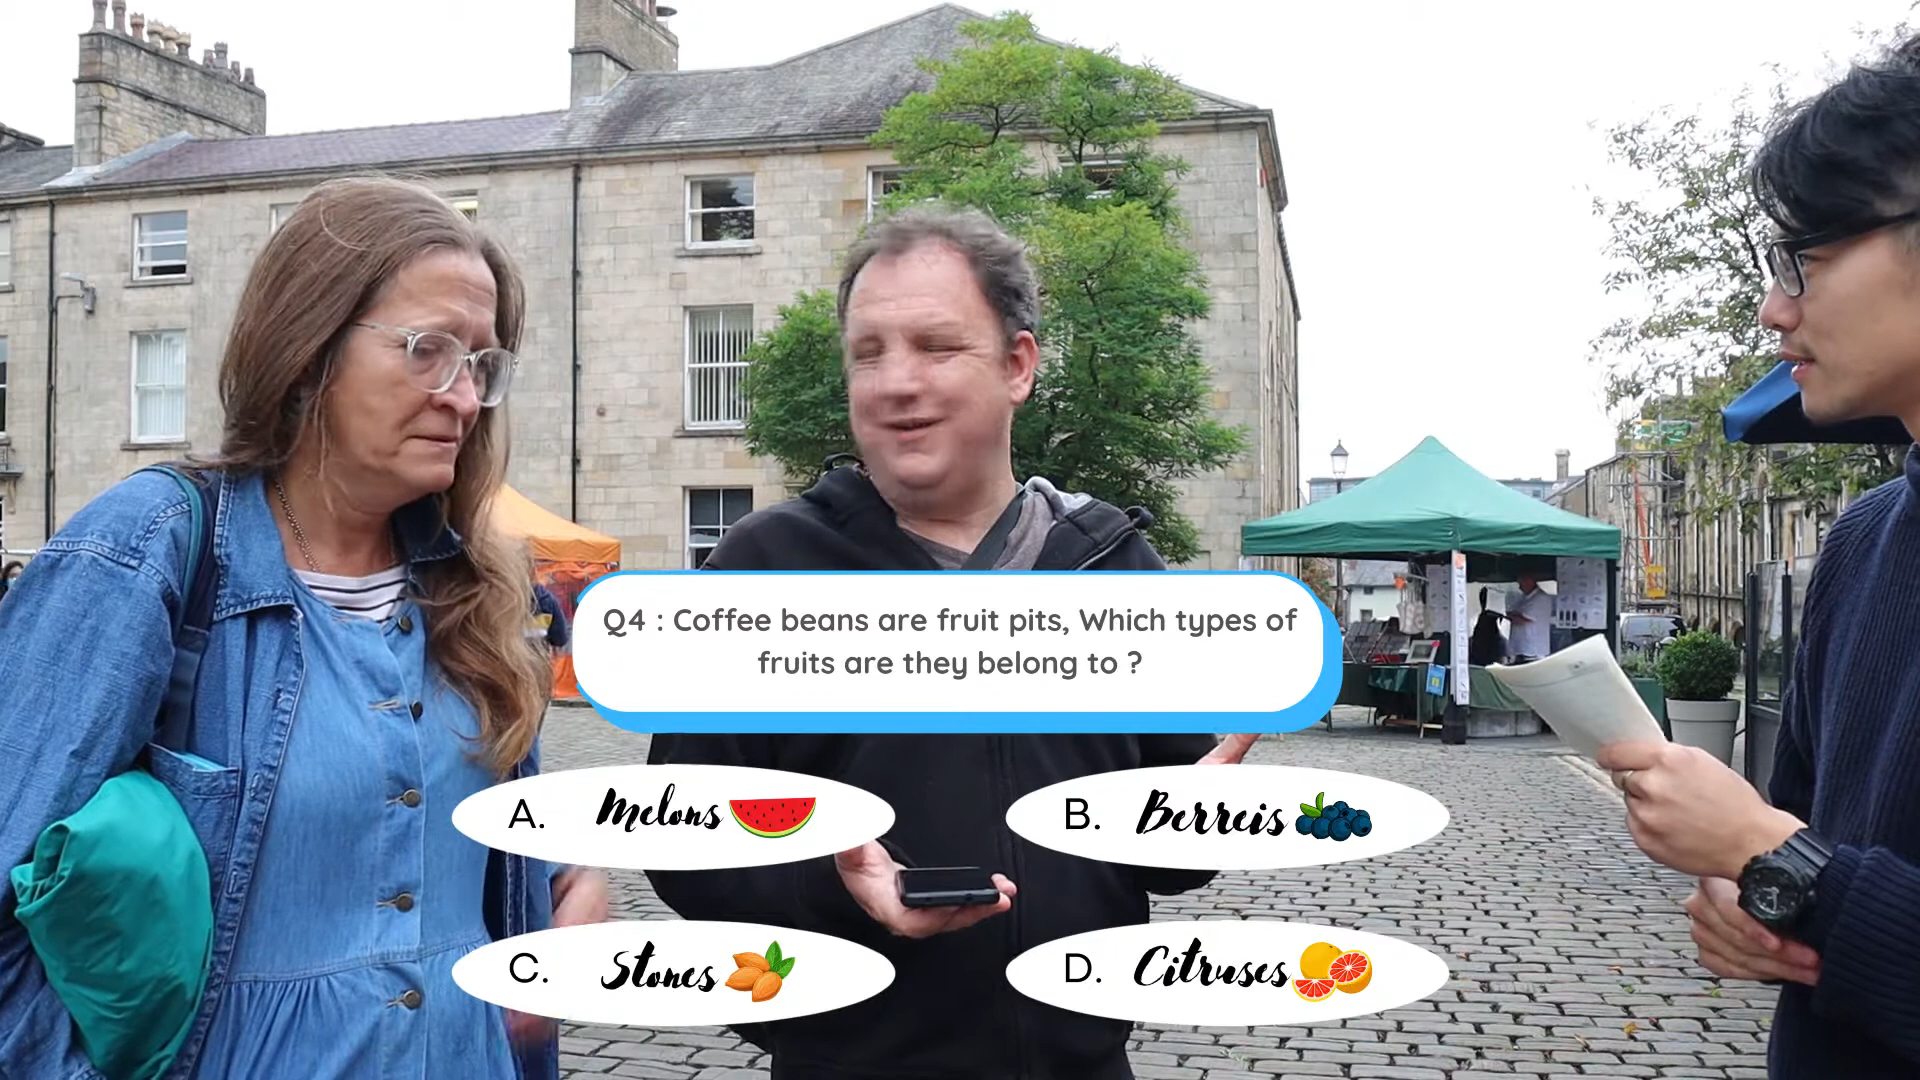 Q4 : Coffee beans are fruit pits, Which types of
fruits are they belong to ?
A. Melons
B. Berreis
C. Stones
D. Citruses